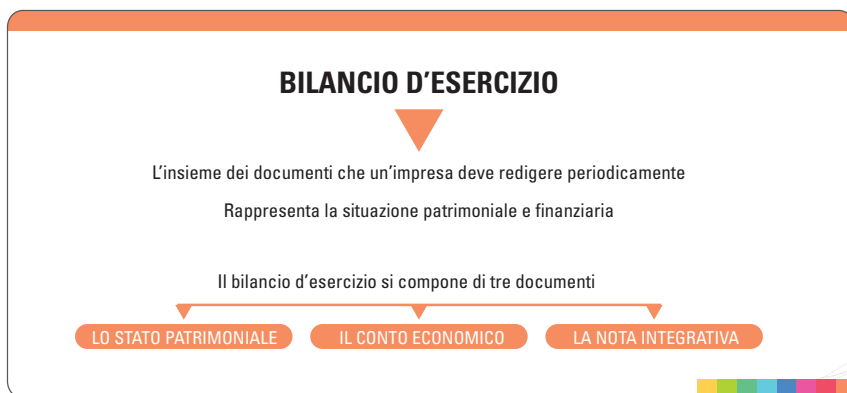 BILANCIO D'ESERCIZIO
L'insieme dei documenti che un'impresa deve redigere periodicamente
Rappresenta la situazione patrimoniale e finanziaria
Il bilancio d'esercizio si compone di tre documenti
LO STATO PATRIMONIALE
IL CONTO ECONOMICO
LA NOTA INTEGRATIVA